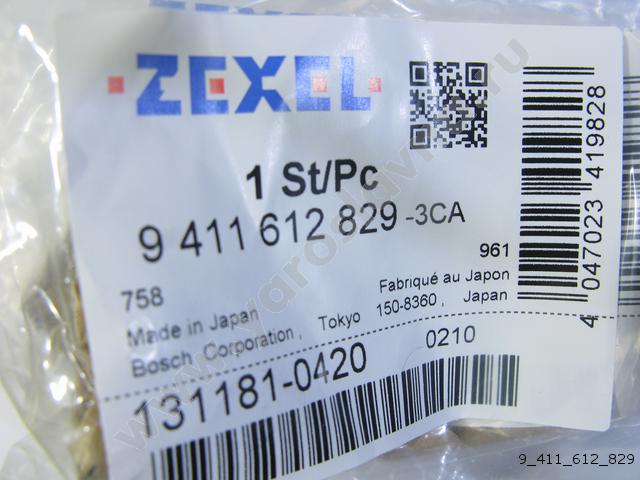 ZEXEL
1 St/Pc
9 411 612 829 -3CA
758
961
Made in Japan
Fabriqué au Japon
Bosch Corporation, Tokyo 150-8360, Japan
131181-0420
0210
4 047023 419828
9_411_612_829